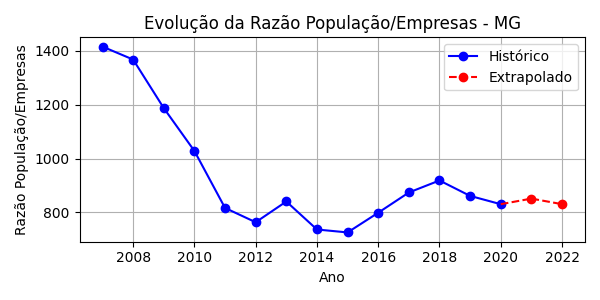 Evolução da Razão População/Empresas - MG
Razão População/Empresas
1400
1200
1000
800
Histórico
Extrapolado
2008 2010 2012 2014 2016 2018 2020 2022
Ano